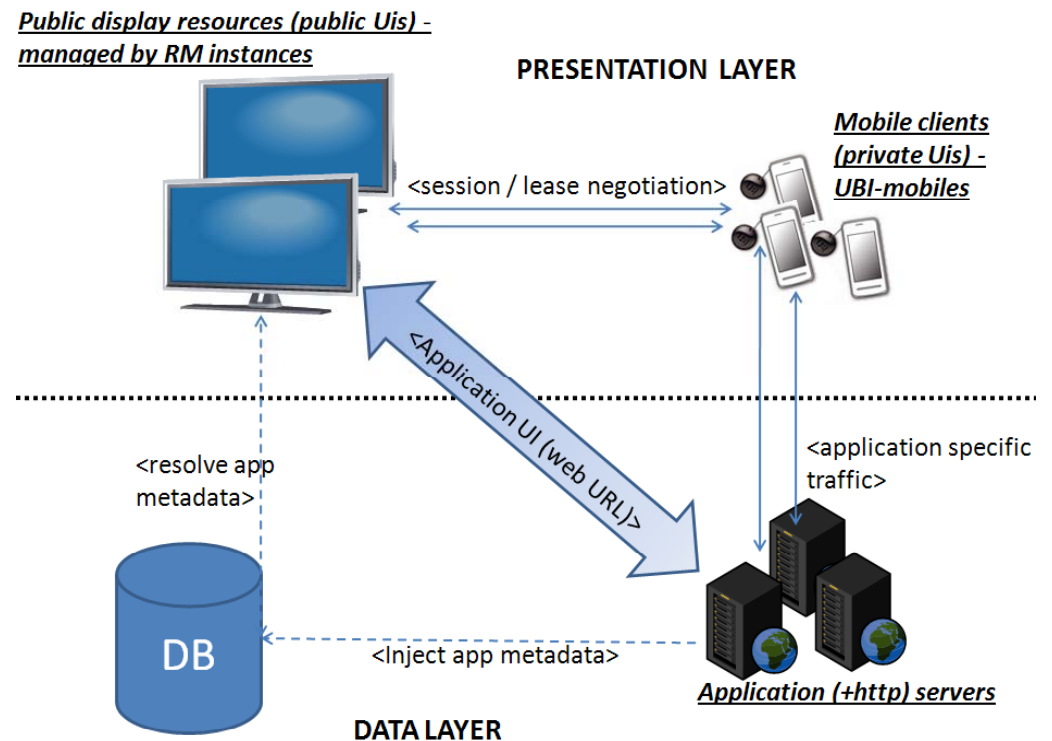 Public display resources (public Uis) -
managed by RM instances
PRESENTATION LAYER
Mobile clients
(private Uis) -
UBI-mobiles
<session / lease negotiation>
<Application UI (web URL)>
<resolve app
metadata>
<application specific
traffic>
DB
<Inject app metadata>
Application (+http) servers
DATA LAYER